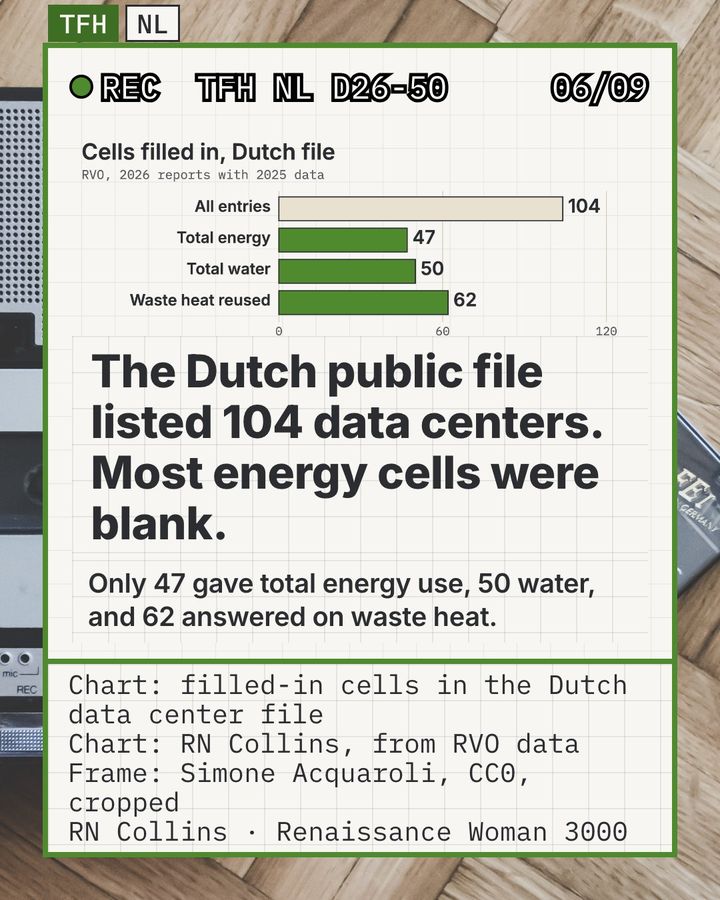 TFH NL
REC TFH NL D26-50 06/09
Cells filled in, Dutch file
RVO, 2026 reports with 2025 data
All entries 104
Total energy 47
Total water 50
Waste heat reused 62
0 60 120
The Dutch public file
listed 104 data centers.
Most energy cells were
blank.
Only 47 gave total energy use, 50 water,
and 62 answered on waste heat.
mic
REC
GERMANY
Chart: filled-in cells in the Dutch
data center file
Chart: RN Collins, from RVO data
Frame: Simone Acquaroli, CC0,
cropped
RN Collins · Renaissance Woman 3000